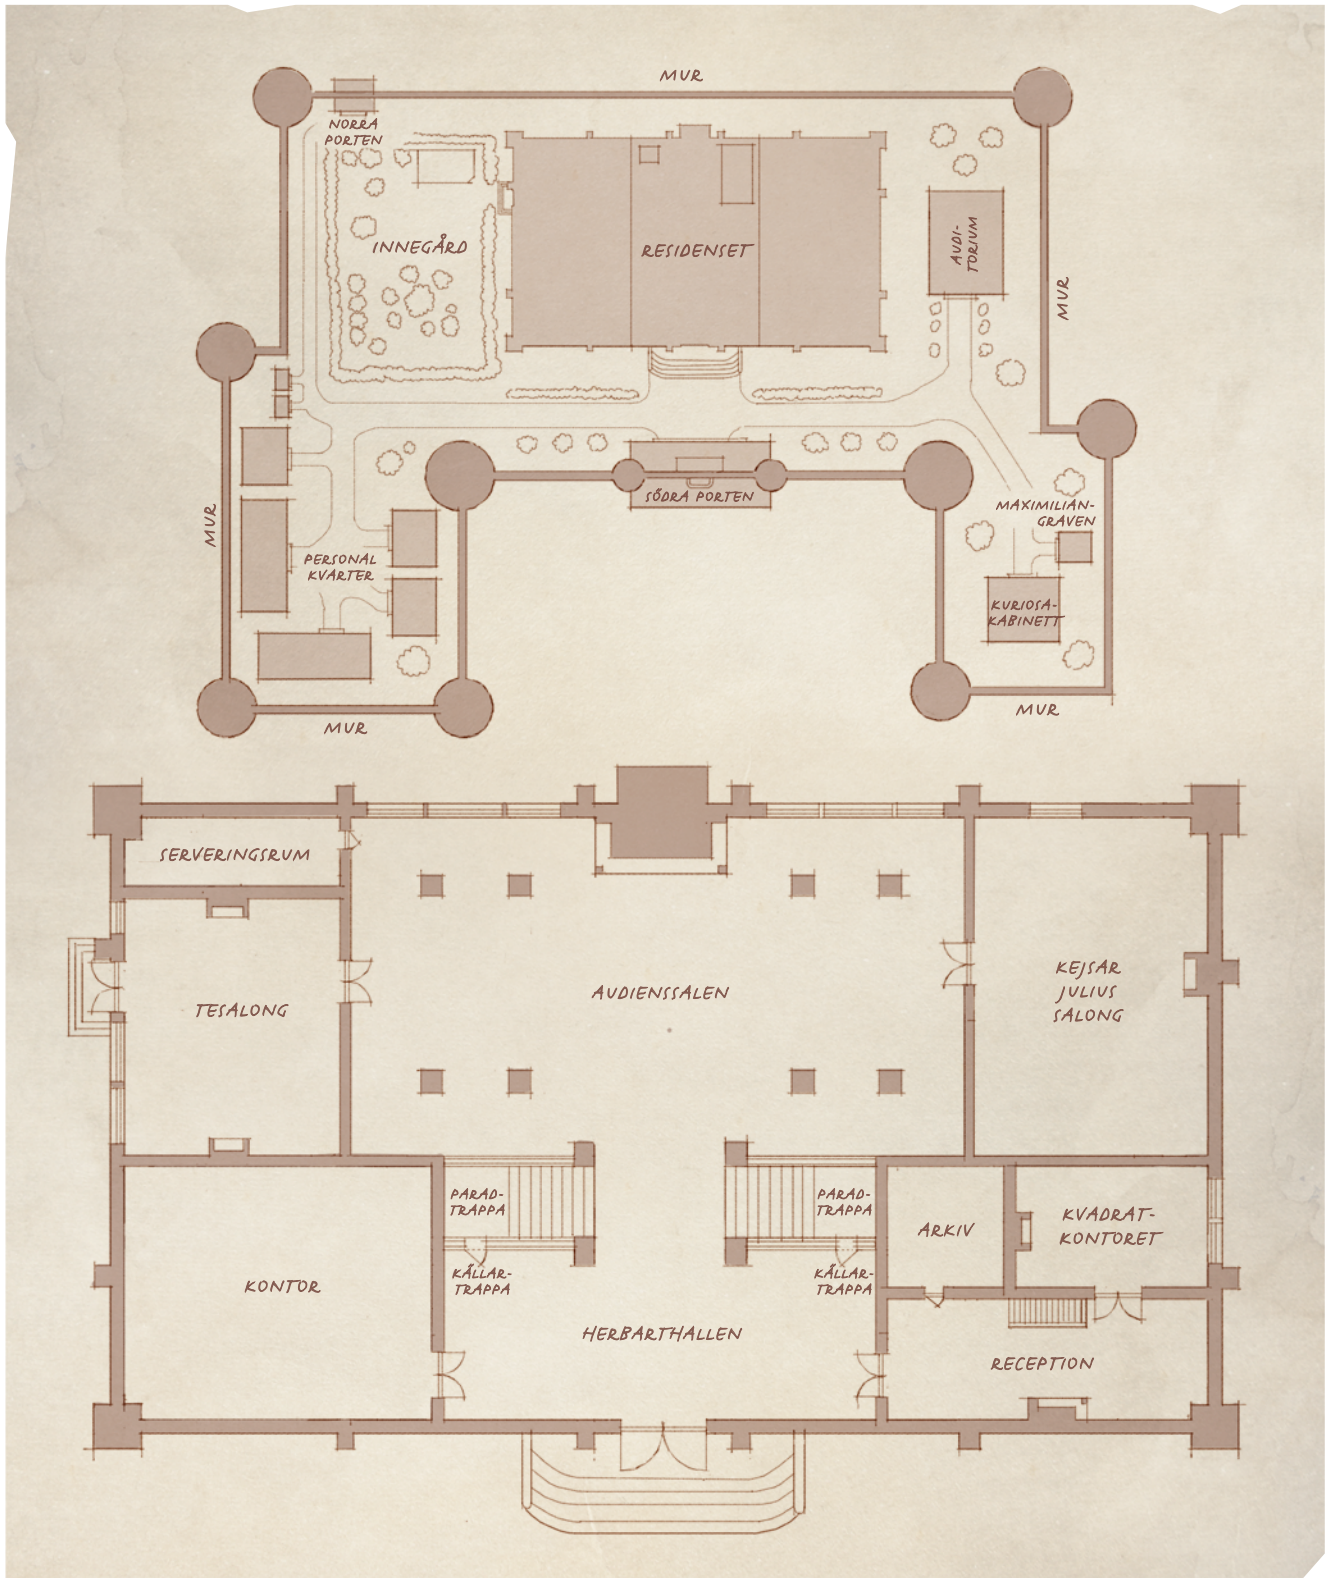 MUR
NORRA
PORTEN
INNEGÅRD
RESIDENSET
AUDI-
TORIUM
MUR
MUR
SÖDRA PORTEN
MAXIMILIAN-
GRAVEN
PERSONAL
KVARTER
KURIOSA-
KABINETT
MUR
MUR
SERVERINGSRUM
TESALONG
AUDIENSSALEN
KEJSAR
JULIUS
SALONG
PARAD-
TRAPPA
PARAD-
TRAPPA
ARKIV
KVADRAT-
KONTORET
KÄLLAR-
TRAPPA
KÄLLAR-
TRAPPA
KONTOR
HERBARTHALLEN
RECEPTION